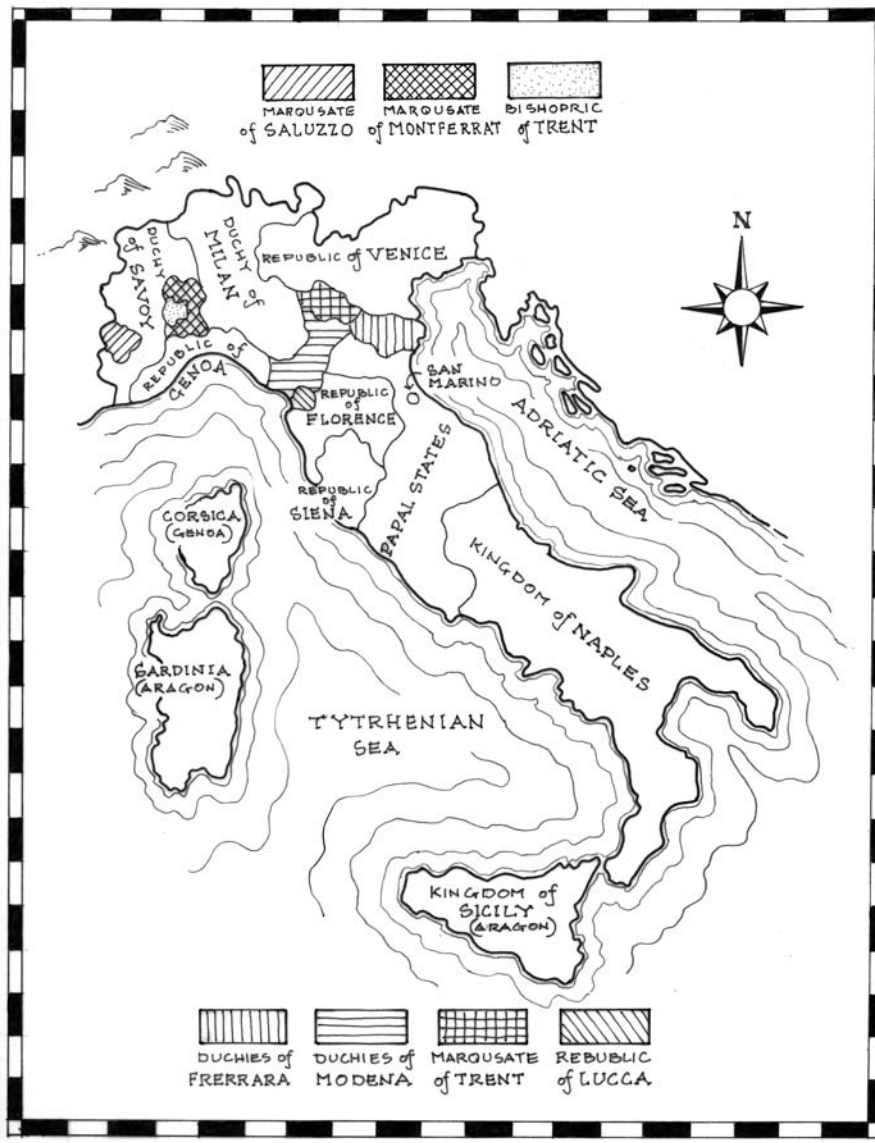 MARQUSATE
of SALUZZO
MARQUSATE
of MONTFERRAT
BISHOPRIC
of TRENT
N
DUCHY
of SAVOY
DUCHY of
MILAN
REPUBLIC of VENICE
REPUBLIC of
GENOA
SAN
MARINO
REPUBLIC
of
FLORENCE
ADRIATIC SEA
PAPAL STATES
REPUBLIC
of
SIENA
CORSICA
(GENOA)
KINGDOM of NAPLES
SARDINIA
(ARAGON)
TYTRHENIAN
SEA
KINGDOM of
SICILY
(ARAGON)
DUCHIES of
FRERRARA
DUCHIES of
MODENA
MARQUSATE
of TRENT
REBUBLIC
of LUCCA